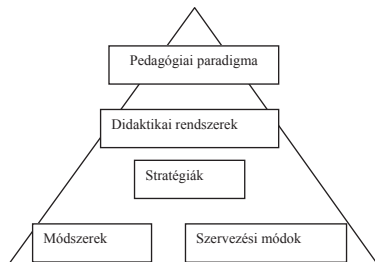 Pedagógiai paradigma
Didaktikai rendszerek
Stratégiák
Módszerek
Szervezési módok